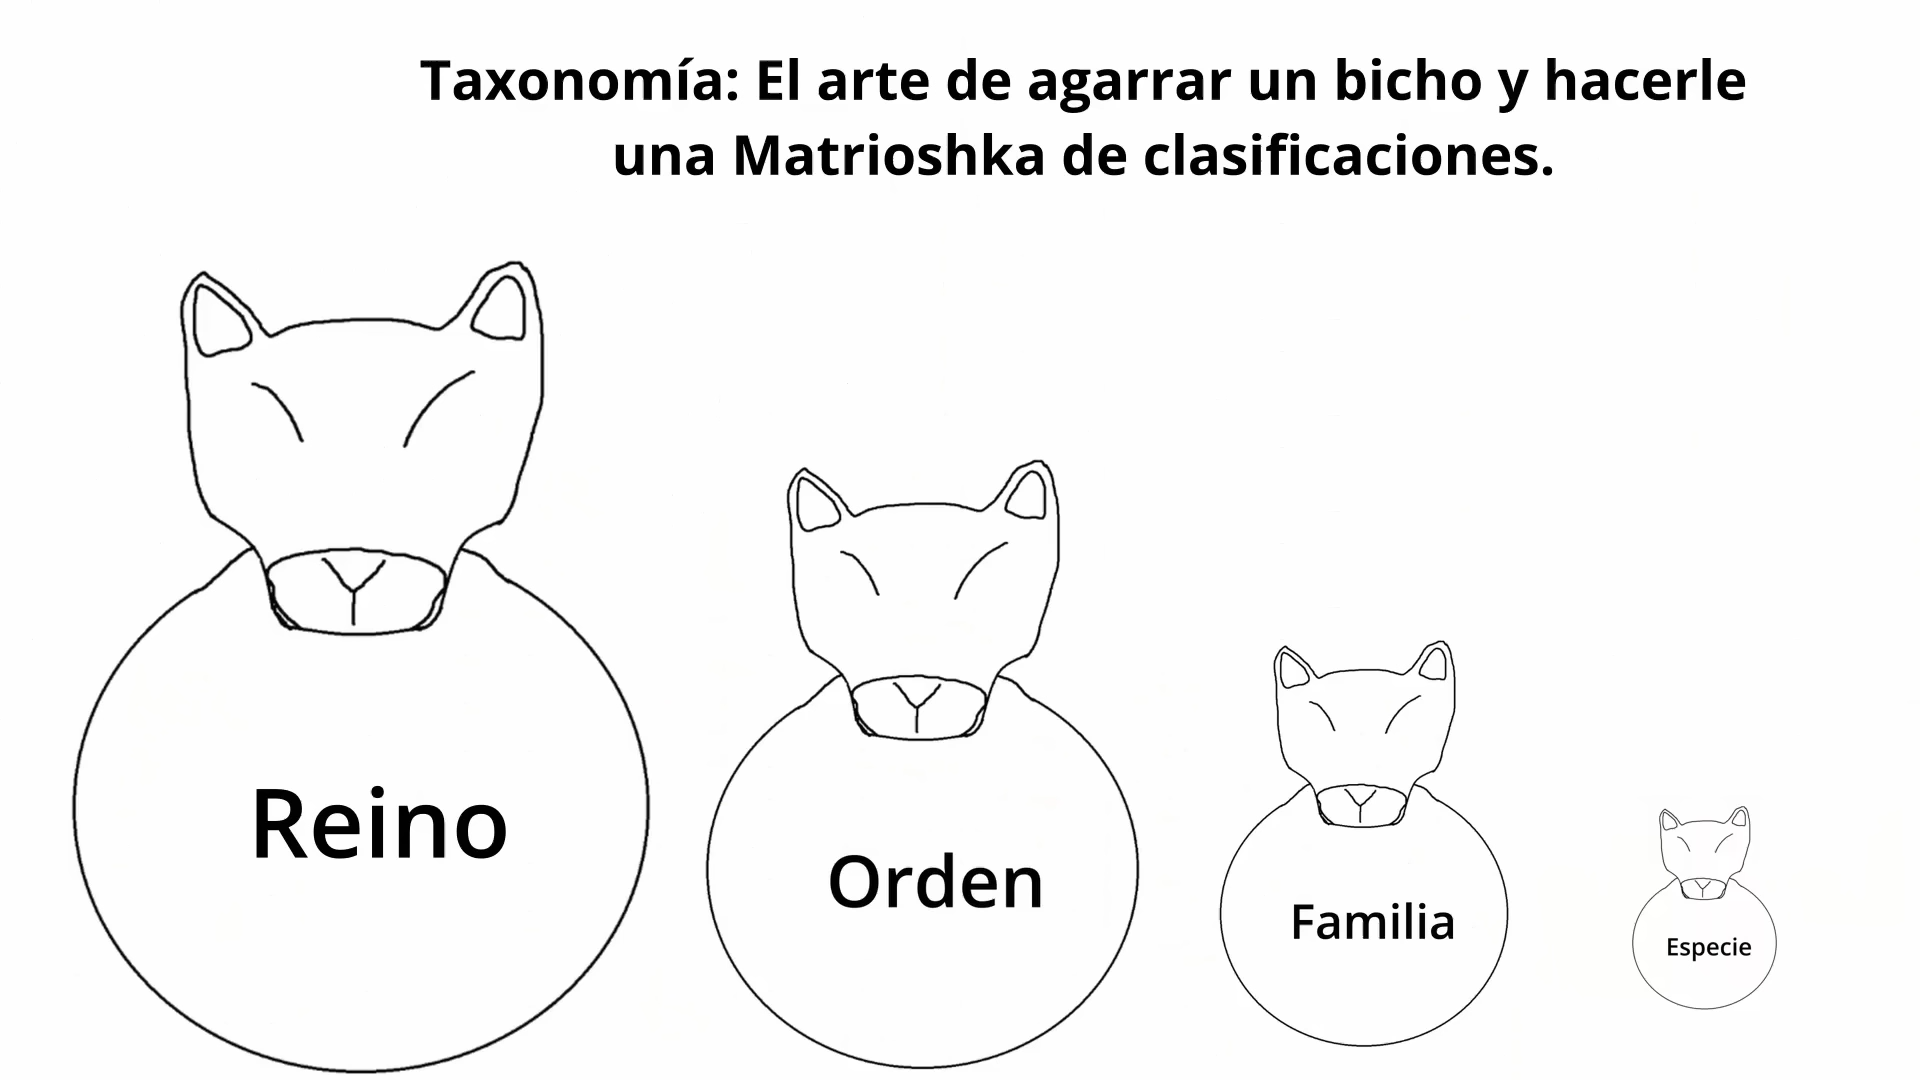 Taxonomía: El arte de agarrar un bicho y hacerle
una Matrioshka de clasificaciones.
Reino
Orden
Familia
Especie